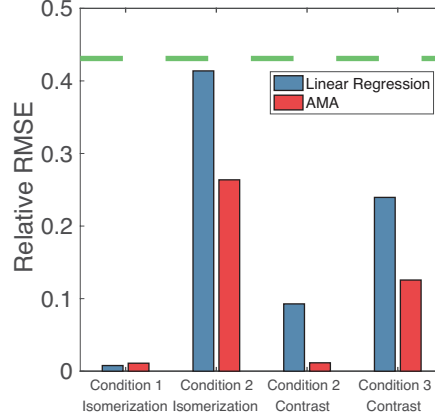 0.5
0.4
0.3
0.2
0.1
0
Relative RMSE
Linear Regression
AMA
Condition 1
Isomerization
Condition 2
Isomerization
Condition 2
Contrast
Condition 3
Contrast